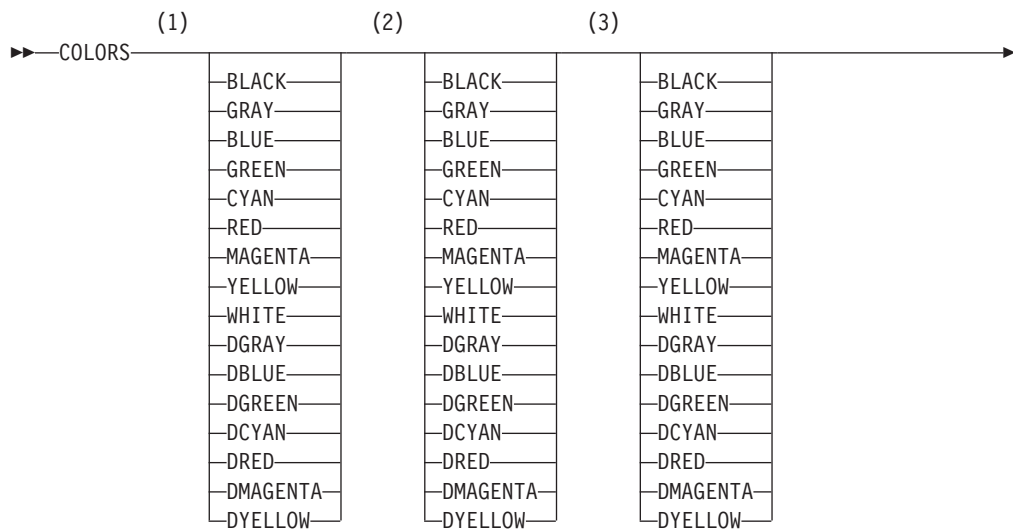 (1) (2) (3)
COLORS
BLACK BLACK BLACK
GRAY GRAY GRAY
BLUE BLUE BLUE
GREEN GREEN GREEN
CYAN CYAN CYAN
RED RED RED
MAGENTA MAGENTA MAGENTA
YELLOW YELLOW YELLOW
WHITE WHITE WHITE
DGRAY DGRAY DGRAY
DBLUE DBLUE DBLUE
DGREEN DGREEN DGREEN
DCYAN DCYAN DCYAN
DRED DRED DRED
DMAGENTA DMAGENTA DMAGENTA
DYELLOW DYELLOW DYELLOW